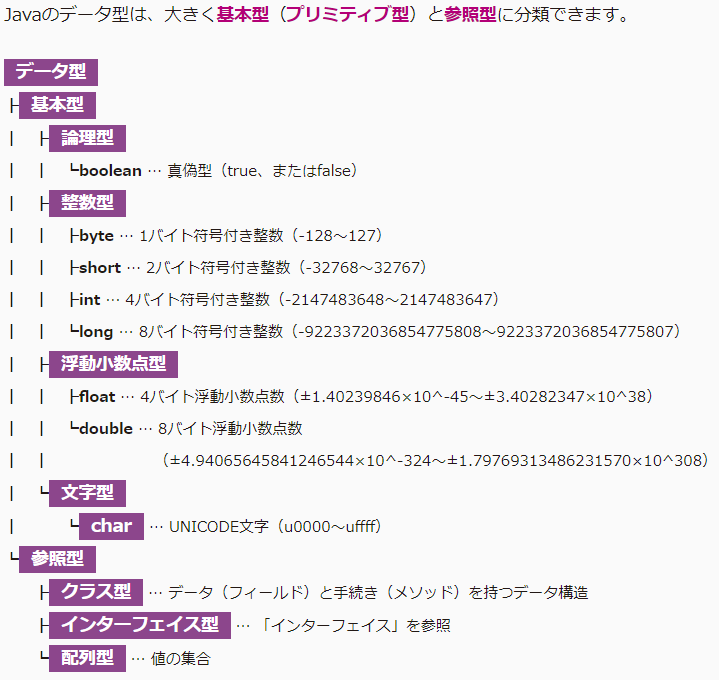 Javaのデータ型は、大きく基本型（プリミティブ型）と参照型に分類できます。
データ型
├基本型
｜　├論理型
｜　｜　┗boolean … 真偽型（true、またはfalse）
｜　├整数型
｜　｜　├byte … 1バイト符号付き整数（-128～127）
｜　｜　├short … 2バイト符号付き整数（-32768～32767）
｜　｜　├int … 4バイト符号付き整数（-2147483648～2147483647）
｜　｜　┗long … 8バイト符号付き整数（-9223372036854775808～9223372036854775807）
｜　├浮動小数点型
｜　｜　├float … 4バイト浮動小数点数（±1.40239846×10^-45～±3.40282347×10^38）
｜　｜　┗double … 8バイト浮動小数点数
｜　｜　　　　　　　（±4.94065645841246544×10^-324～±1.79769313486231570×10^308）
｜　┗文字型
｜　　　┗char … UNICODE文字（u0000～uffff）
┗参照型
　　├クラス型 … データ（フィールド）と手続き（メソッド）を持つデータ構造
　　├インターフェイス型 … 「インターフェイス」を参照
　　┗配列型 … 値の集合